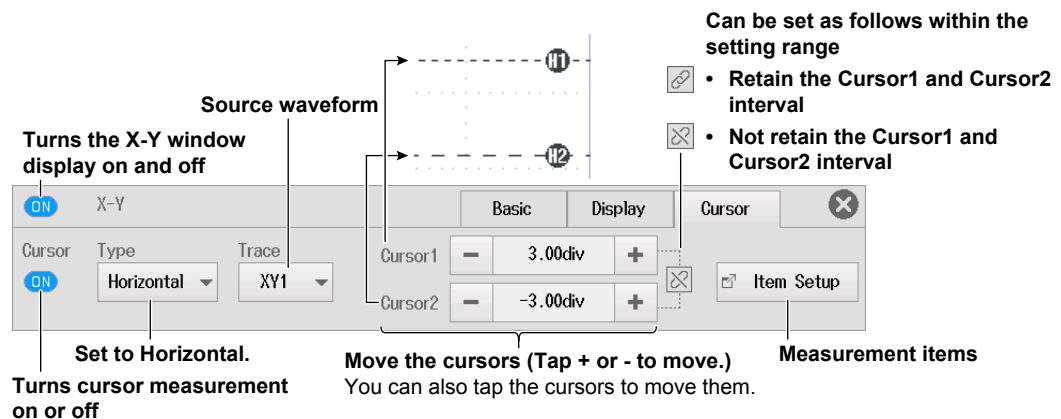 Can be set as follows within the
setting range
• Retain the Cursor1 and Cursor2
interval
• Not retain the Cursor1 and
Cursor2 interval
H1
H2
Source waveform
Turns the X-Y window
display on and off
ON X-Y Basic Display Cursor
Cursor Type Trace
ON Horizontal XY1
Cursor1 − 3.00div +
Cursor2 − -3.00div +
Item Setup
Set to Horizontal.
Turns cursor measurement
on or off
Move the cursors (Tap + or - to move.)
You can also tap the cursors to move them.
Measurement items